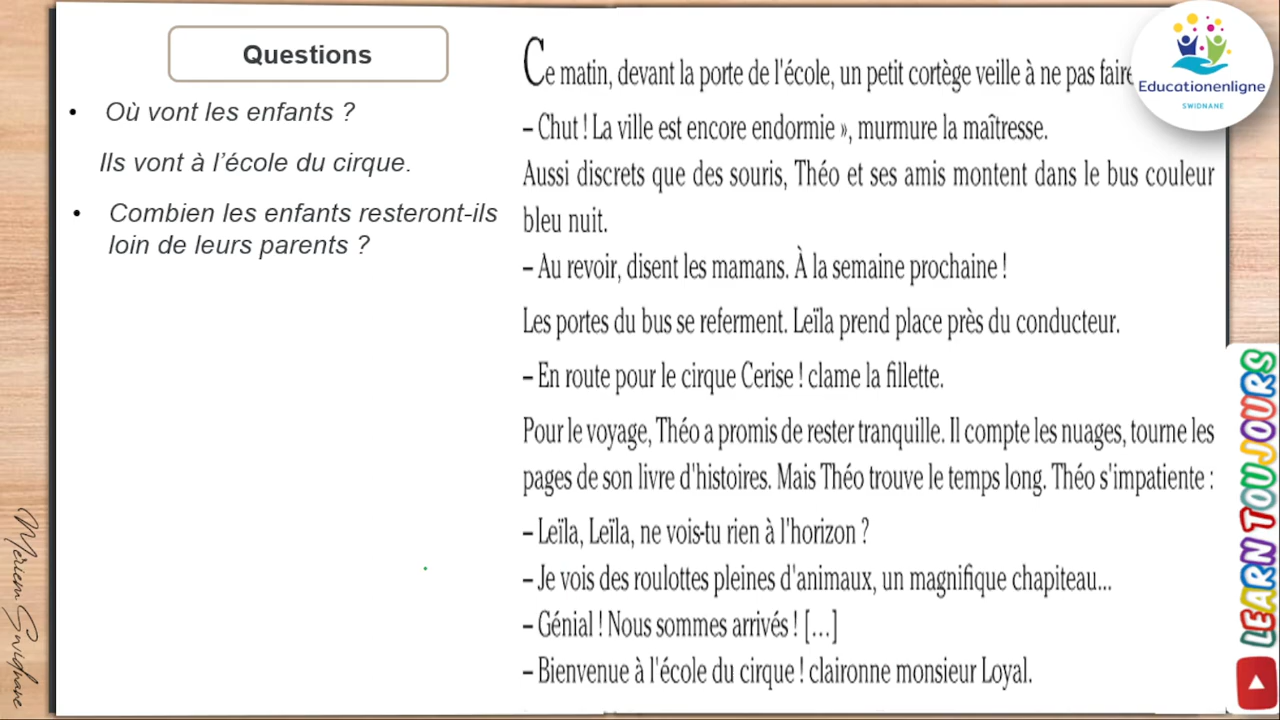 Questions
• Où vont les enfants ?
Ils vont à l'école du cirque.
• Combien les enfants resteront-ils
loin de leurs parents ?
Ce matin, devant la porte de l'école, un petit cortège veille à ne pas faire
– Chut ! La ville est encore endormie », murmure la maîtresse.
Aussi discrets que des souris, Théo et ses amis montent dans le bus couleur
bleu nuit.
– Au revoir, disent les mamans. À la semaine prochaine !
Les portes du bus se referment. Leïla prend place près du conducteur.
– En route pour le cirque Cerise ! clame la fillette.
Pour le voyage, Théo a promis de rester tranquille. Il compte les nuages, tourne les
pages de son livre d'histoires. Mais Théo trouve le temps long. Théo s'impatiente :
– Leïla, Leïla, ne vois-tu rien à l'horizon ?
– Je vois des roulottes pleines d'animaux, un magnifique chapiteau...
– Génial ! Nous sommes arrivés ! [...]
– Bienvenue à l'école du cirque ! claironne monsieur Loyal.
Educationenligne
SWIDNANE
LEARN TOUJOURS
Meriem Swidnane